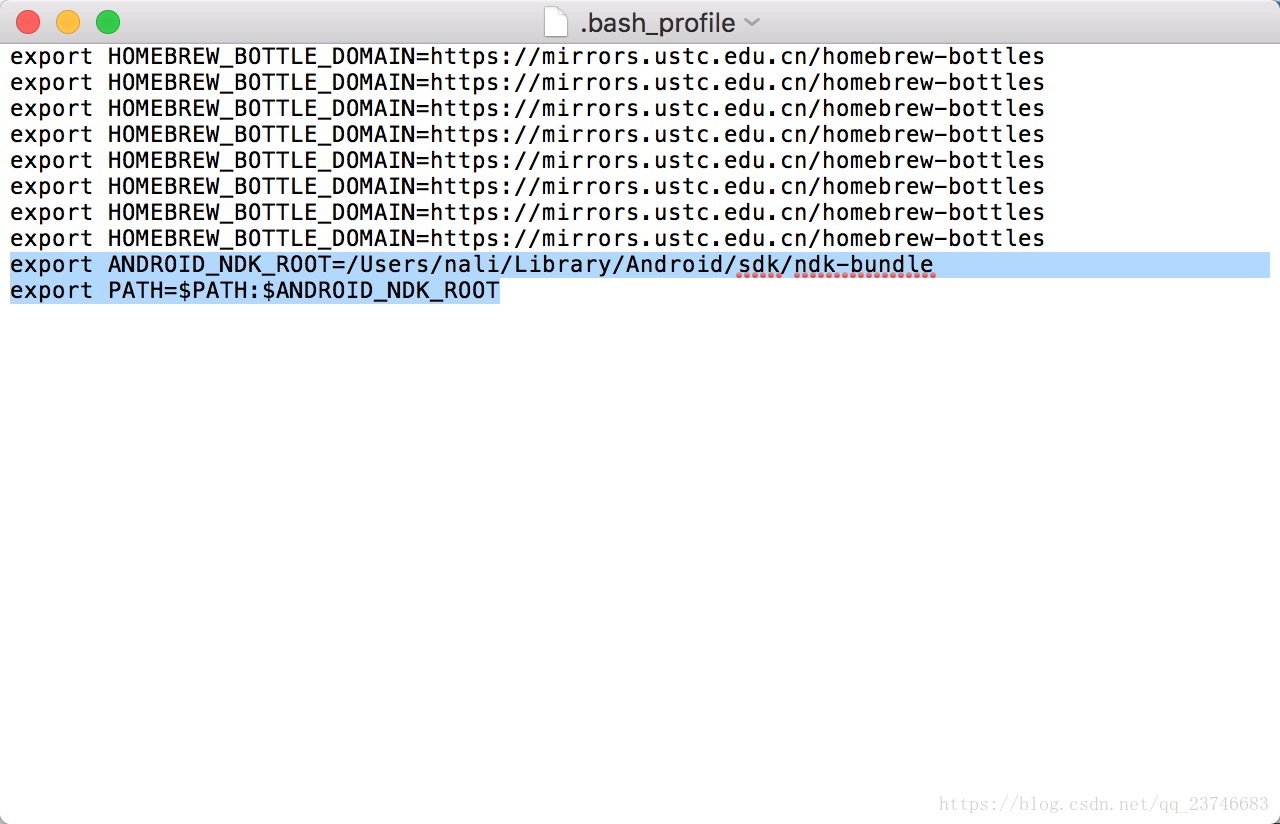 .bash_profile
export HOMEBREW_BOTTLE_DOMAIN=https://mirrors.ustc.edu.cn/homebrew-bottles
export HOMEBREW_BOTTLE_DOMAIN=https://mirrors.ustc.edu.cn/homebrew-bottles
export HOMEBREW_BOTTLE_DOMAIN=https://mirrors.ustc.edu.cn/homebrew-bottles
export HOMEBREW_BOTTLE_DOMAIN=https://mirrors.ustc.edu.cn/homebrew-bottles
export HOMEBREW_BOTTLE_DOMAIN=https://mirrors.ustc.edu.cn/homebrew-bottles
export HOMEBREW_BOTTLE_DOMAIN=https://mirrors.ustc.edu.cn/homebrew-bottles
export HOMEBREW_BOTTLE_DOMAIN=https://mirrors.ustc.edu.cn/homebrew-bottles
export HOMEBREW_BOTTLE_DOMAIN=https://mirrors.ustc.edu.cn/homebrew-bottles
export ANDROID_NDK_ROOT=/Users/nali/Library/Android/sdk/ndk-bundle
export PATH=$PATH:$ANDROID_NDK_ROOT
https://blog.csdn.net/qq_23746683